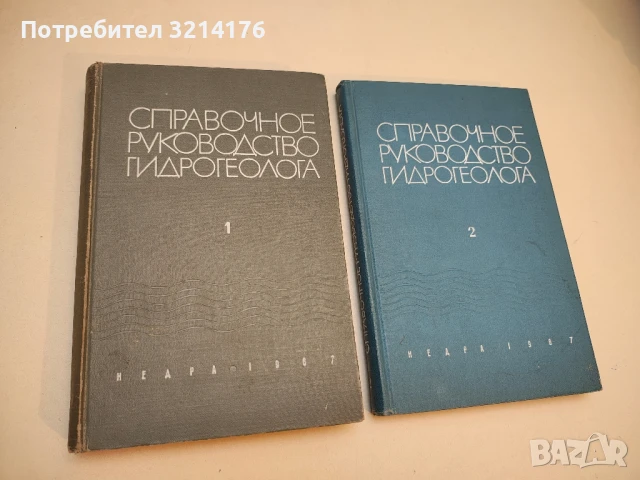 Потребител 3214176
СПРАВОЧНОЕ
РУКОВОДСТВО
ГИДРОГЕОЛОГА
1
НЕДРА · 1967
СПРАВОЧНОЕ
РУКОВОДСТВО
ГИДРОГЕОЛОГА
2
НЕДРА · 1967
BAZAR